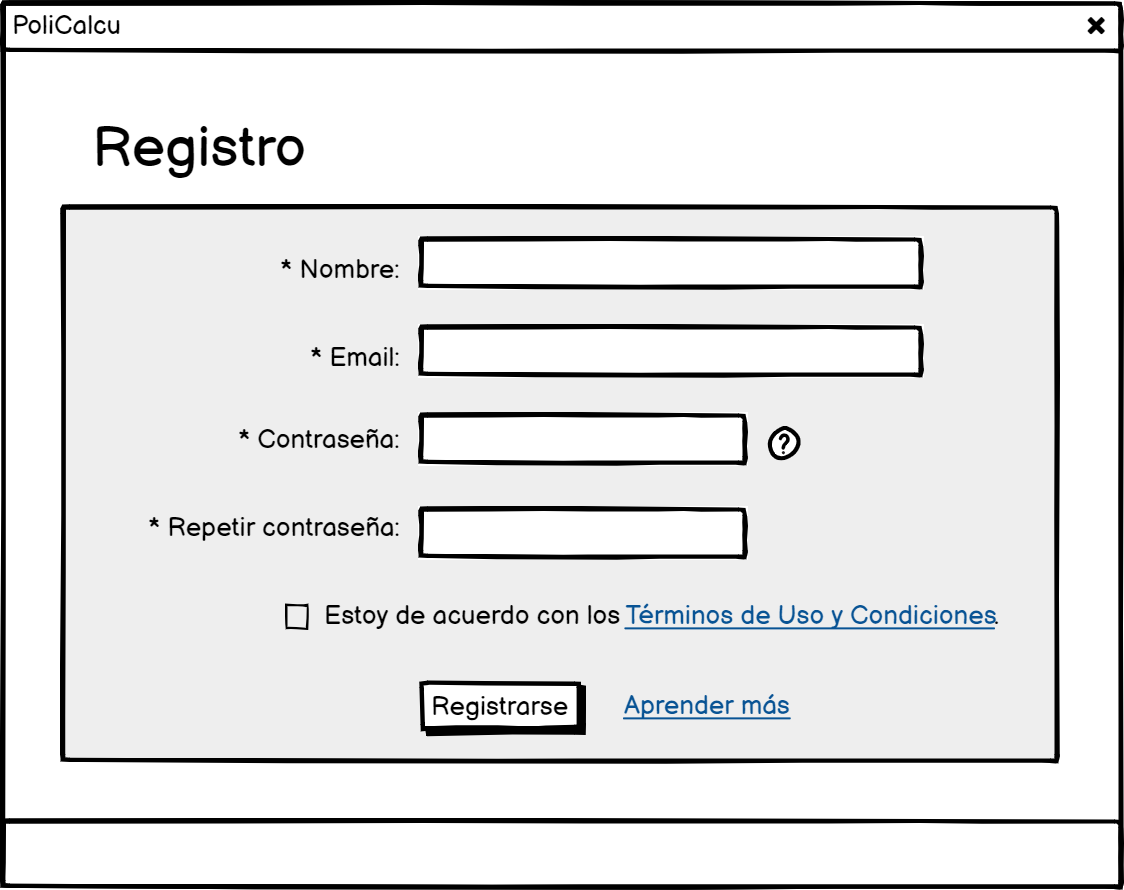 PoliCalcu
Registro
* Nombre:
* Email:
* Contraseña: ?
* Repetir contraseña:
Estoy de acuerdo con los Términos de Uso y Condiciones.
Registrarse Aprender más